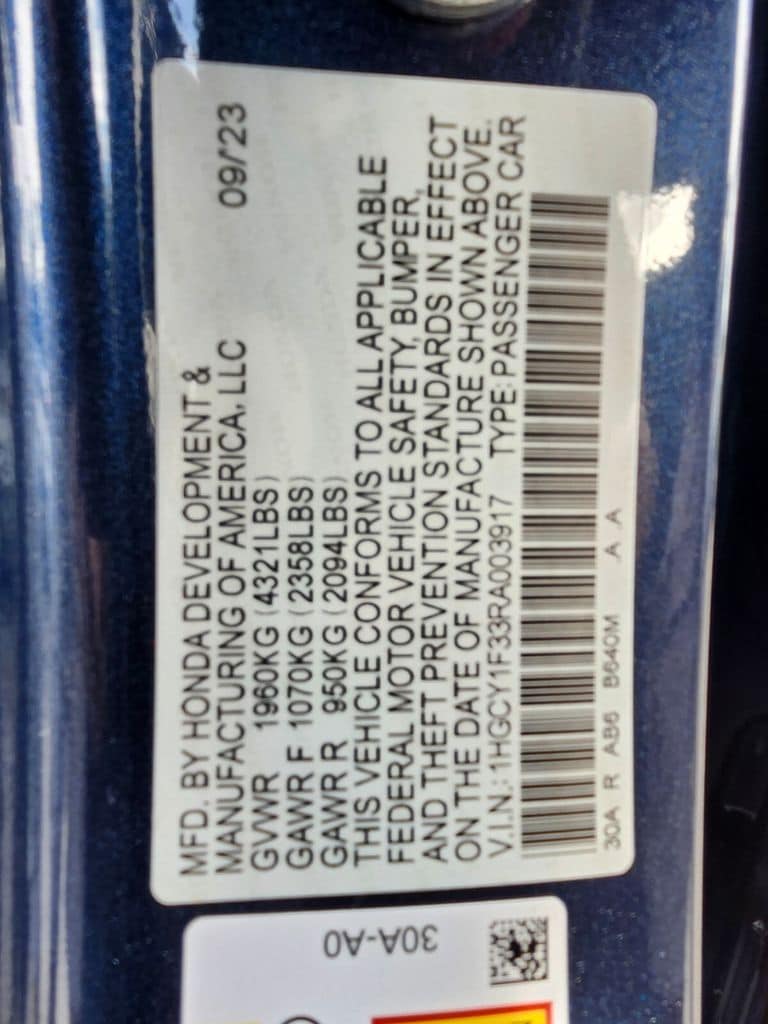 MFD. BY HONDA DEVELOPMENT &
MANUFACTURING OF AMERICA, LLC 09/23
GVWR 1960KG (4321LBS)
GAWR F 1070KG (2358LBS)
GAWR R 950KG (2094LBS)
THIS VEHICLE CONFORMS TO ALL APPLICABLE
FEDERAL MOTOR VEHICLE SAFETY, BUMPER,
AND THEFT PREVENTION STANDARDS IN EFFECT
ON THE DATE OF MANUFACTURE SHOWN ABOVE.
V.I.N.: 1HGCY1F33RA003917 TYPE: PASSENGER CAR
30A R AB6 B640M A A
30A-A0